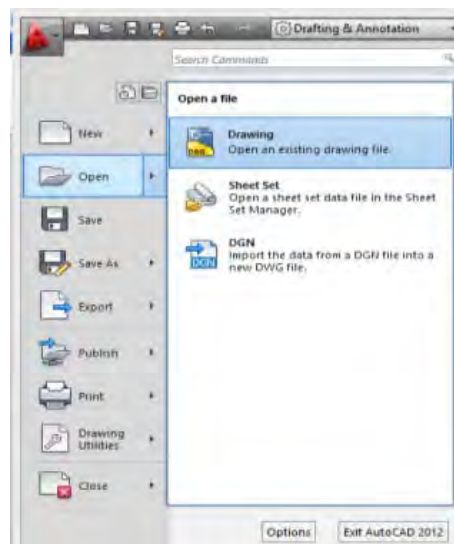 Drafting & Annotation
Search Commands
Open a file
New
Drawing
Open an existing drawing file.
Open
Sheet Set
Open a sheet set data file in the Sheet
Set Manager.
Save
DGN
Import the data from a DGN file into a
new DWG file.
DGN
Save As
Export
Publish
Print
Drawing
Utilities
Close
Options
Exit AutoCAD 2012